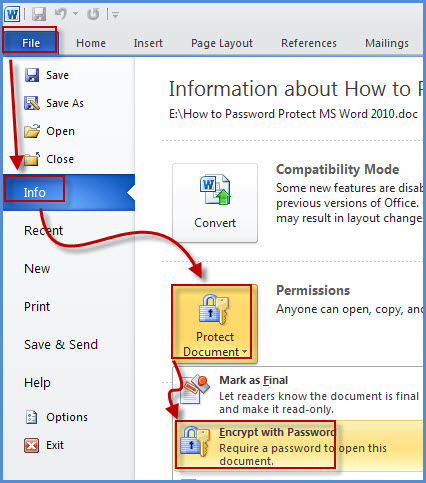 W
File
Home
Insert
Page Layout
References
Mailings
Save
Save As
Open
Close
Info
Recent
New
Print
Save & Send
Help
Options
Exit
Information about How to P
E:\How to Password Protect MS Word 2010.doc
Convert
Compatibility Mode
Some new features are disab
previous versions of Office.
may result in layout change
Protect
Document
Permissions
Anyone can open, copy, and
Mark as Final
Let readers know the document is final
and make it read-only.
Encrypt with Password
Require a password to open this
document.